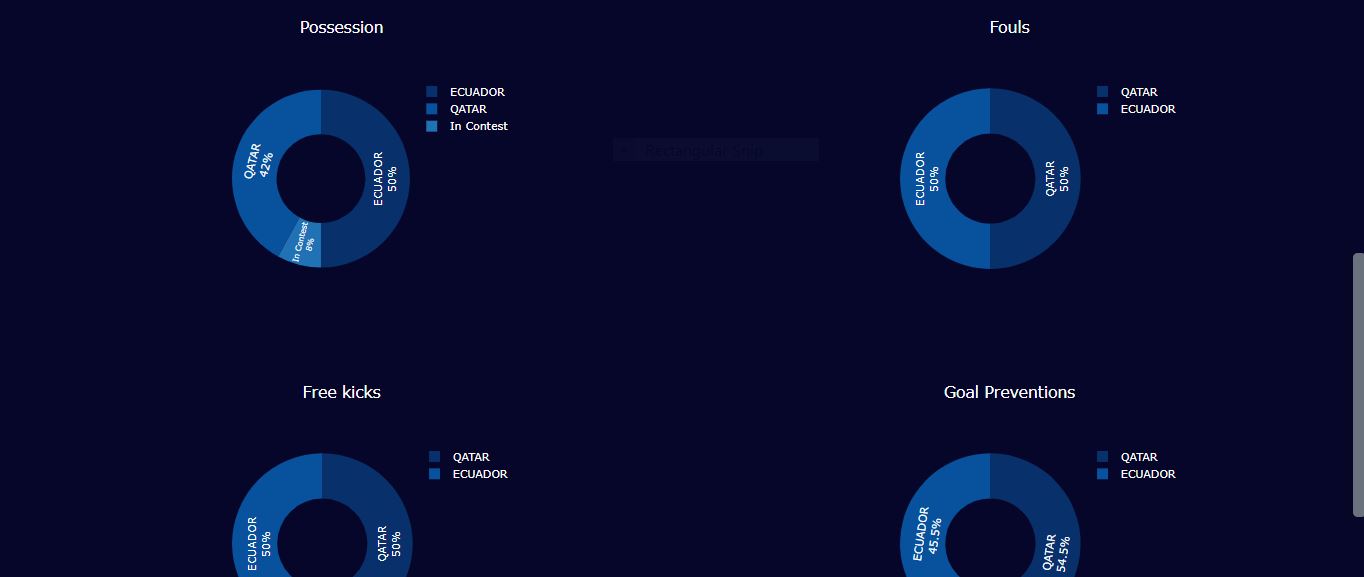 Possession
ECUADOR
QATAR
In Contest
QATAR
42%
ECUADOR
50%
In Contest
8%
Fouls
QATAR
ECUADOR
ECUADOR
50%
QATAR
50%
Rectangular Snip
Free kicks
QATAR
ECUADOR
ECUADOR
50%
QATAR
50%
Goal Preventions
QATAR
ECUADOR
ECUADOR
45.5%
QATAR
54.5%